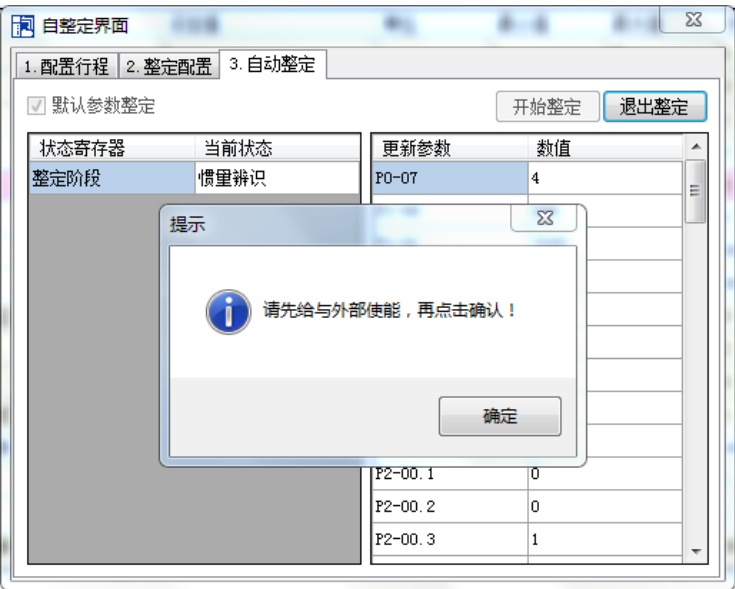 自整定界面
1.配置行程 2.整定配置 3.自动整定
默认参数整定 开始整定 退出整定
状态寄存器 当前状态 更新参数 数值
整定阶段 惯量辨识 P0-07 4
提示
请先给与外部使能，再点击确认！
确定
P2-00.1 0
P2-00.2 0
P2-00.3 1